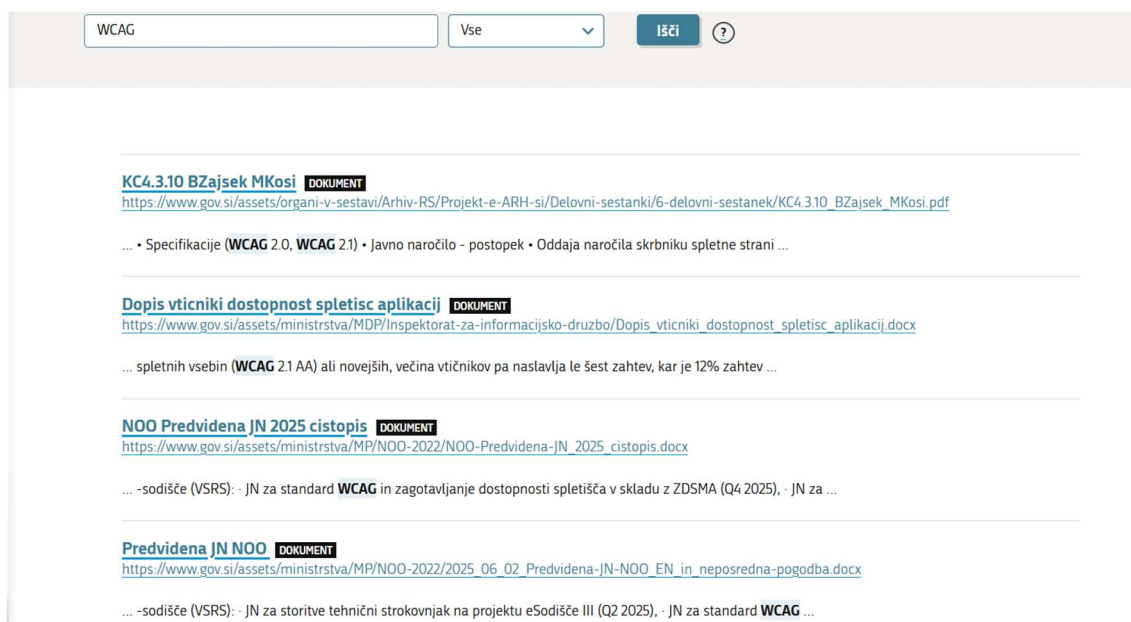 WCAG Vse Išči ?
KC4.3.10 BZajsek MKosi DOKUMENT
https://www.gov.si/assets/organi-v-sestavi/Arhiv-RS/Projekt-e-ARH-si/Delovni-sestanki/6-delovni-sestanek/KC4.3.10_BZajsek_MKosi.pdf
... • Specifikacije (WCAG 2.0, WCAG 2.1) • Javno naročilo - postopek • Oddaja naročila skrbniku spletne strani ...
Dopis vticniki dostopnost spletisc aplikacij DOKUMENT
https://www.gov.si/assets/ministrstva/MDP/Inspektorat-za-informacijsko-druzbo/Dopis_vticniki_dostopnost_spletisc_aplikacij.docx
... spletnih vsebin (WCAG 2.1 AA) ali novejših, večina vtičnikov pa naslavlja le šest zahtev, kar je 12% zahtev ...
NOO Predvidena JN 2025 cistopis DOKUMENT
https://www.gov.si/assets/ministrstva/MP/NOO-2022/NOO-Predvidena-JN_2025_cistopis.docx
... -sodišče (VSRS): · JN za standard WCAG in zagotavljanje dostopnosti spletišča v skladu z ZDSMA (Q4 2025), · JN za ...
Predvidena JN NOO DOKUMENT
https://www.gov.si/assets/ministrstva/MP/NOO-2022/2025_06_02_Predvidena-JN-NOO_EN_in_neposredna-pogodba.docx
... -sodišče (VSRS): · JN za storitve tehnični strokovnjak na projektu eSodišče III (Q2 2025), · JN za standard WCAG ...